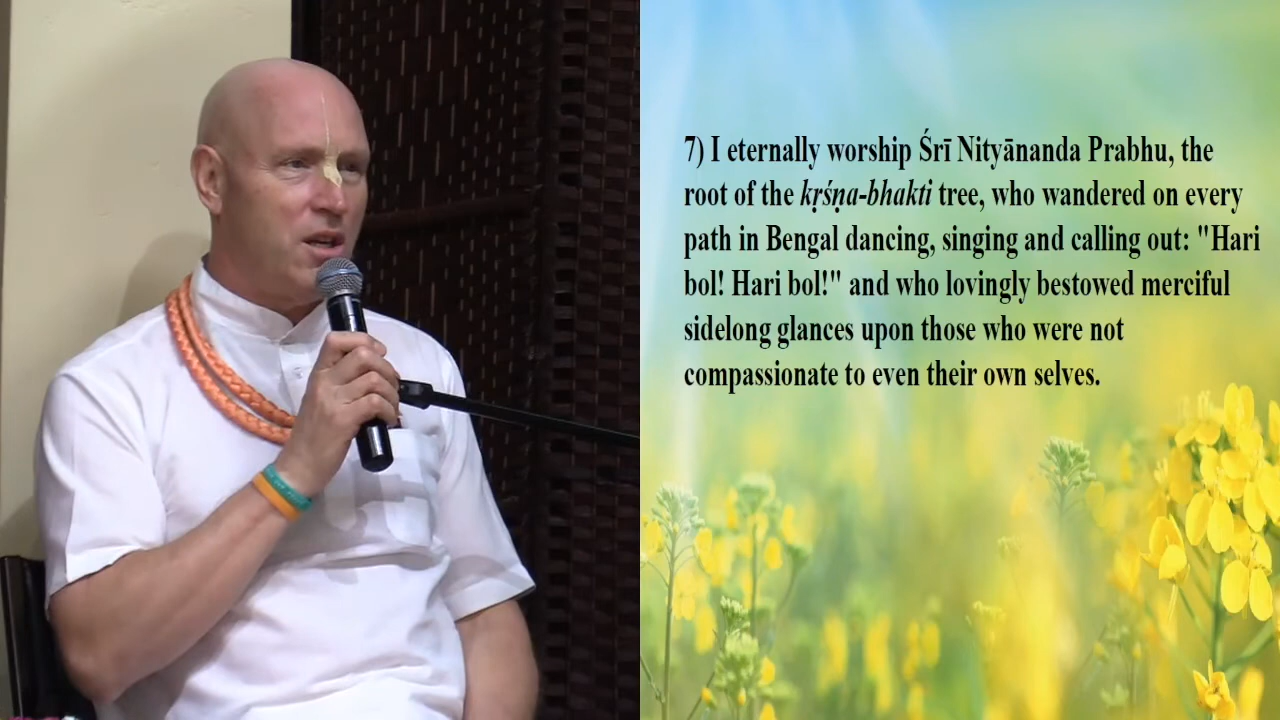 7) I eternally worship Śrī Nityānanda Prabhu, the
root of the kṛśṇa-bhakti tree, who wandered on every
path in Bengal dancing, singing and calling out: "Hari
bol! Hari bol!" and who lovingly bestowed merciful
sidelong glances upon those who were not
compassionate to even their own selves.